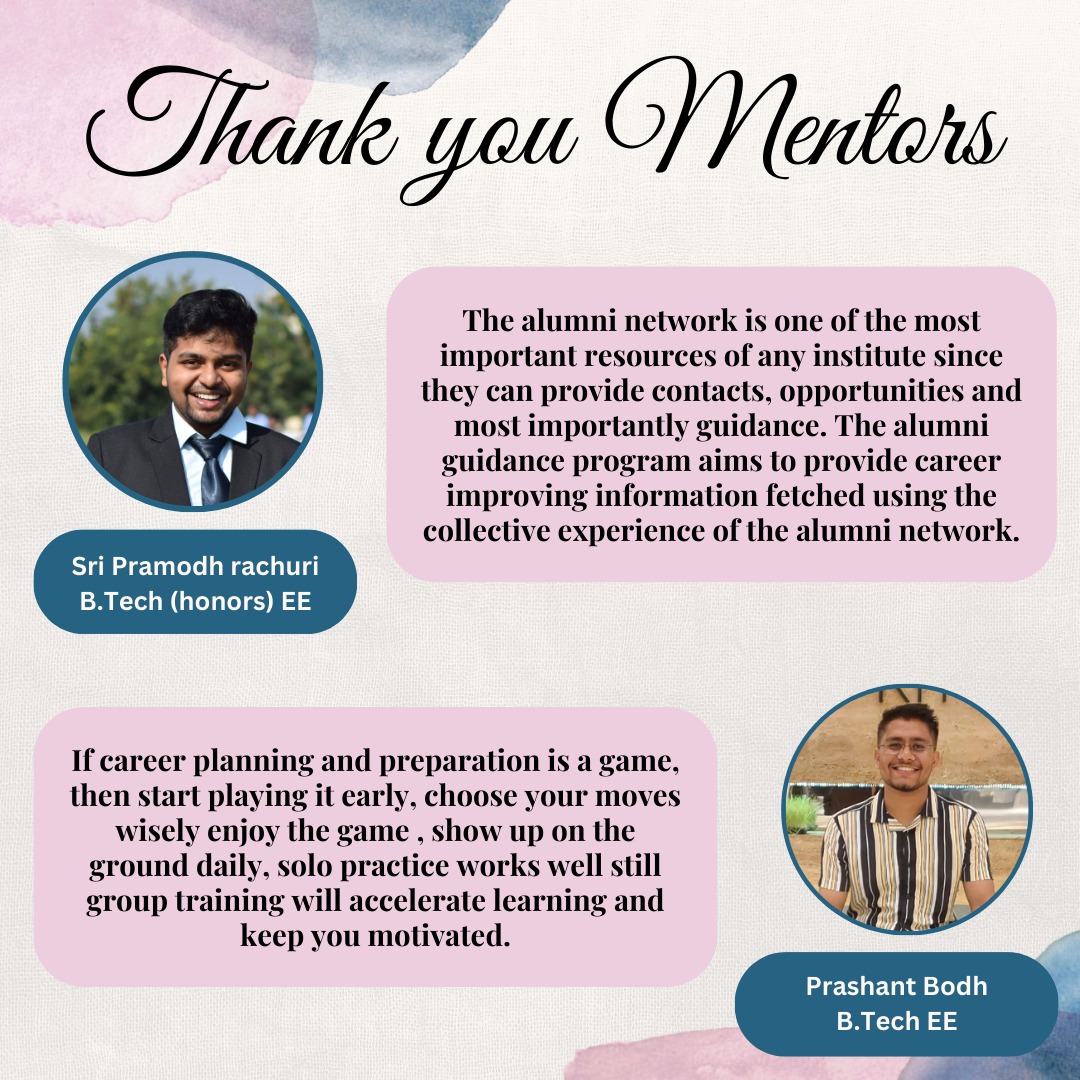 Thank you Mentors
The alumni network is one of the most
important resources of any institute since
they can provide contacts, opportunities and
most importantly guidance. The alumni
guidance program aims to provide career
improving information fetched using the
collective experience of the alumni network.
Sri Pramodh rachuri
B.Tech (honors) EE
If career planning and preparation is a game,
then start playing it early, choose your moves
wisely enjoy the game , show up on the
ground daily, solo practice works well still
group training will accelerate learning and
keep you motivated.
Prashant Bodh
B.Tech EE